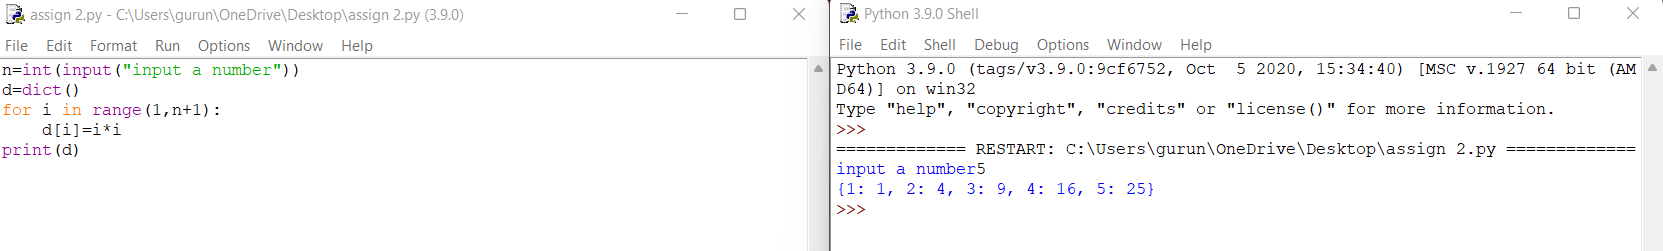 assign 2.py - C:\Users\gurun\OneDrive\Desktop\assign 2.py (3.9.0)
File Edit Format Run Options Window Help
n=int(input("input a number"))
d=dict()
for i in range(1,n+1):
    d[i]=i*i
print(d)
Python 3.9.0 Shell
File Edit Shell Debug Options Window Help
Python 3.9.0 (tags/v3.9.0:9cf6752, Oct  5 2020, 15:34:40) [MSC v.1927 64 bit (AM
D64)] on win32
Type "help", "copyright", "credits" or "license()" for more information.
>>>
============= RESTART: C:\Users\gurun\OneDrive\Desktop\assign 2.py =============
input a number5
{1: 1, 2: 4, 3: 9, 4: 16, 5: 25}
>>>